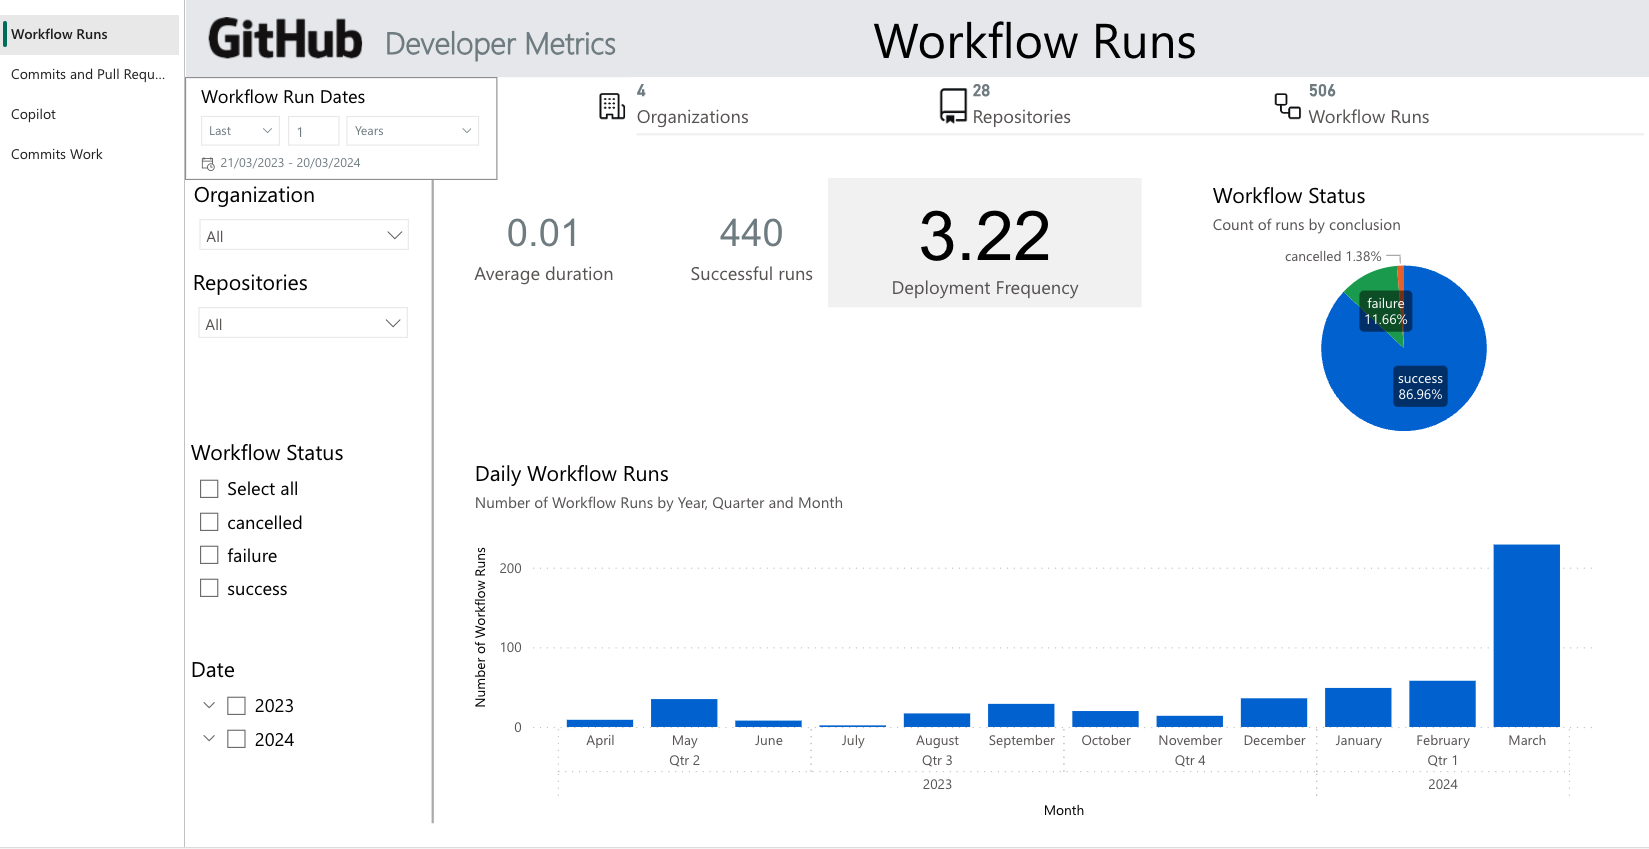 Workflow Runs
Commits and Pull Requ...
Copilot
Commits Work
GitHub Developer Metrics
Workflow Runs
Workflow Run Dates
Last 1 Years
21/03/2023 - 20/03/2024
4
Organizations
28
Repositories
506
Workflow Runs
Organization
All
Repositories
All
Workflow Status
Select all
cancelled
failure
success
Date
2023
2024
0.01
Average duration
440
Successful runs
3.22
Deployment Frequency
Workflow Status
Count of runs by conclusion
cancelled 1.38%
failure
11.66%
success
86.96%
Daily Workflow Runs
Number of Workflow Runs by Year, Quarter and Month
Number of Workflow Runs
200
100
0
April May June July August September October November December January February March
Qtr 2 Qtr 3 Qtr 4 Qtr 1
2023 2024
Month